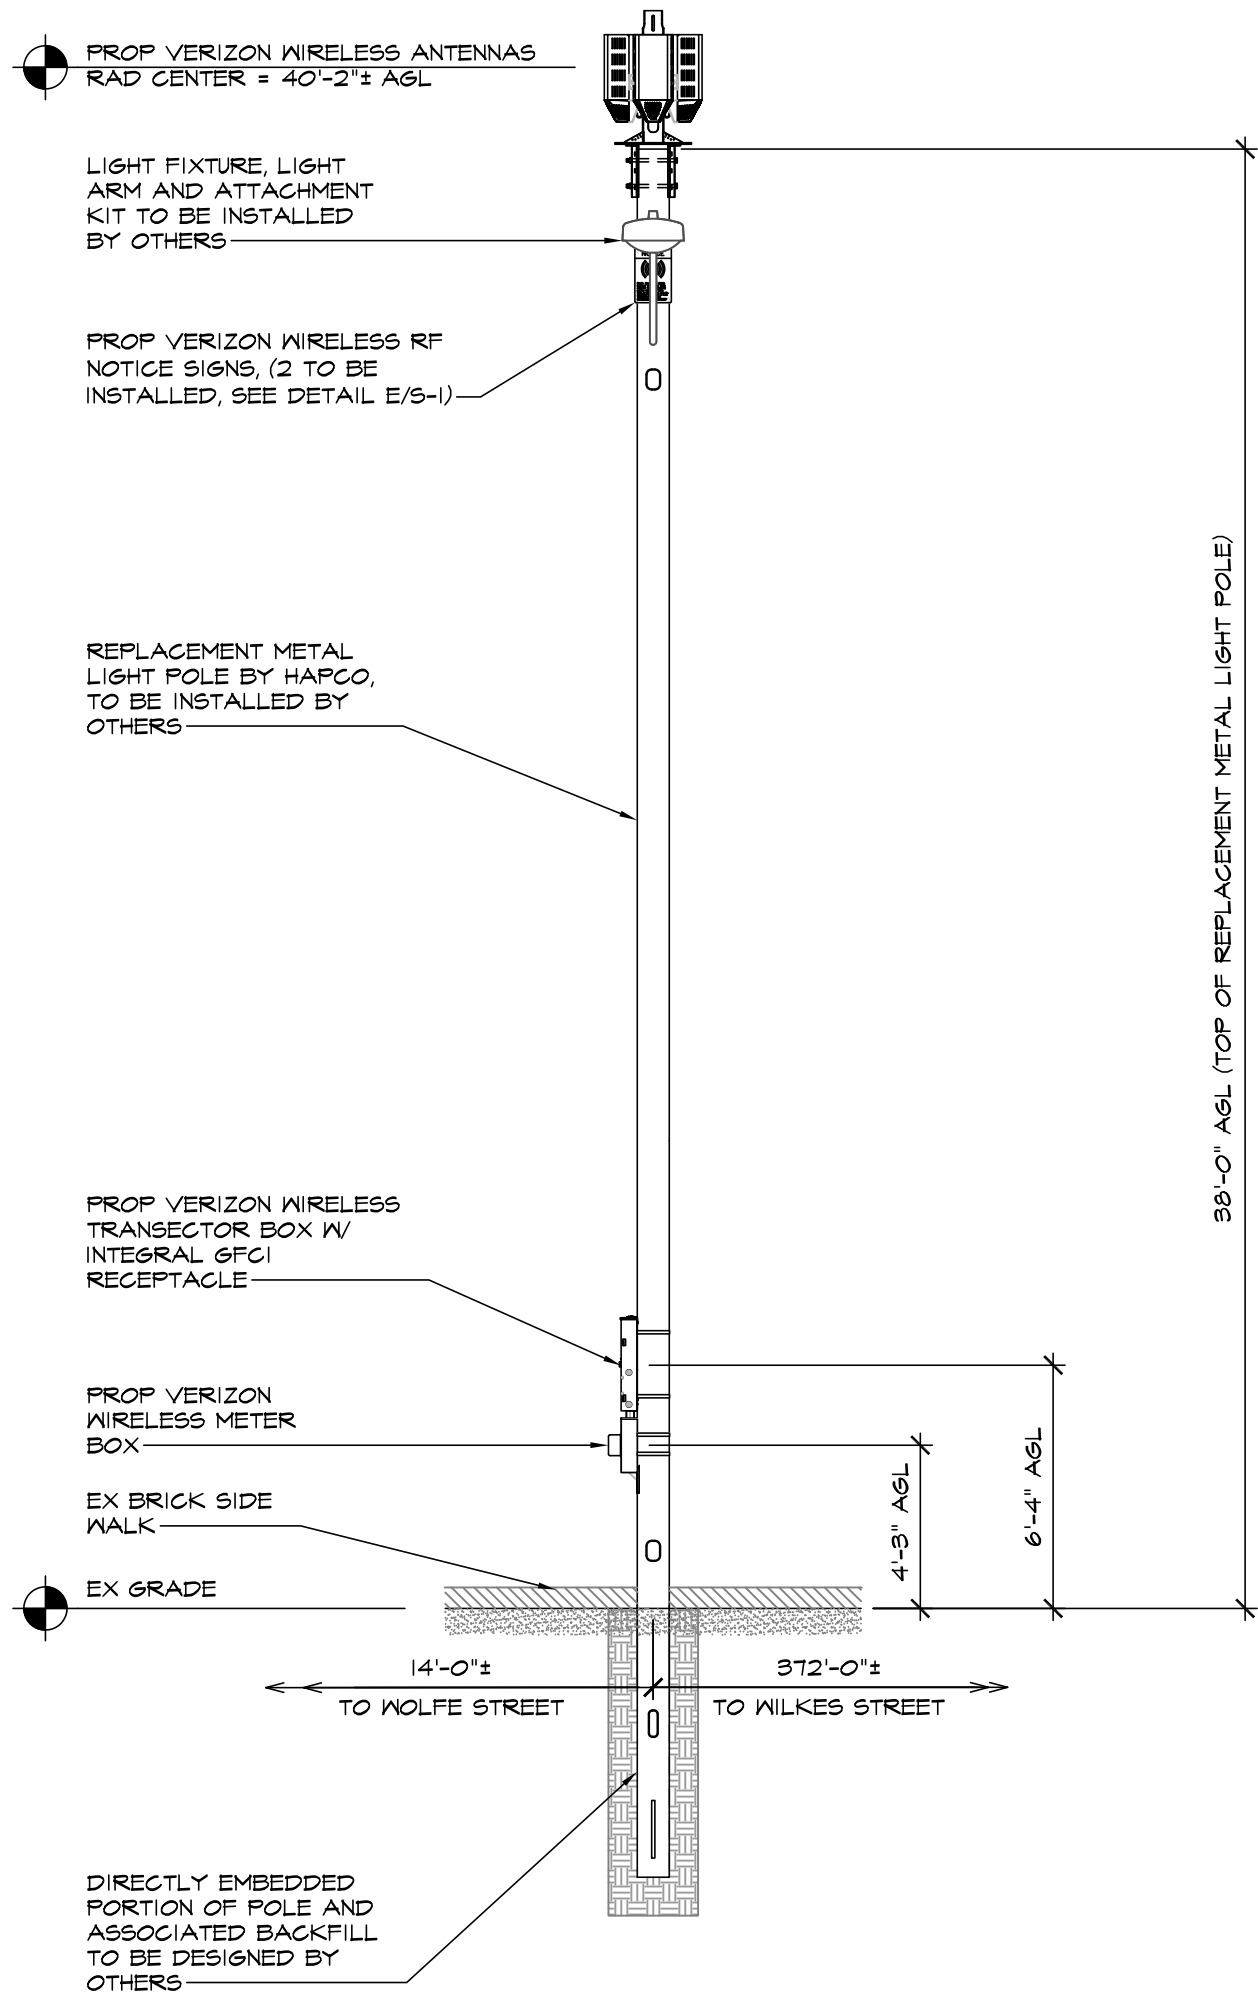 PROP VERIZON WIRELESS ANTENNAS
RAD CENTER = 40'-2"± AGL
LIGHT FIXTURE, LIGHT
ARM AND ATTACHMENT
KIT TO BE INSTALLED
BY OTHERS
PROP VERIZON WIRELESS RF
NOTICE SIGNS, (2 TO BE
INSTALLED, SEE DETAIL E/S-1)
REPLACEMENT METAL
LIGHT POLE BY HAPCO,
TO BE INSTALLED BY
OTHERS
38'-0" AGL (TOP OF REPLACEMENT METAL LIGHT POLE)
PROP VERIZON WIRELESS
TRANSECTOR BOX W/
INTEGRAL GFCI
RECEPTACLE
PROP VERIZON
WIRELESS METER
BOX
4'-3" AGL
6'-4" AGL
EX BRICK SIDE
WALK
EX GRADE
14'-0"±
TO WOLFE STREET
372'-0"±
TO WILKES STREET
DIRECTLY EMBEDDED
PORTION OF POLE AND
ASSOCIATED BACKFILL
TO BE DESIGNED BY
OTHERS